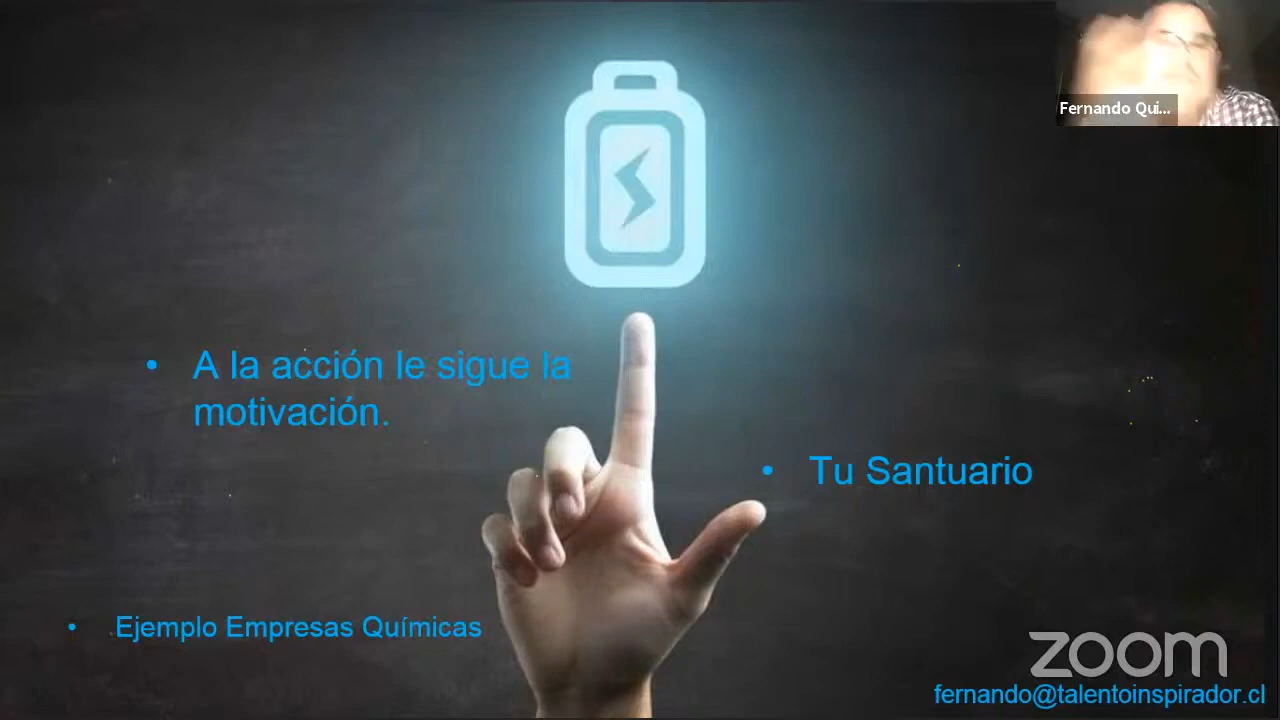 Fernando Qui...
• A la acción le sigue la
motivación.
• Tu Santuario
• Ejemplo Empresas Químicas
zoom
fernando@talentoinspirador.cl